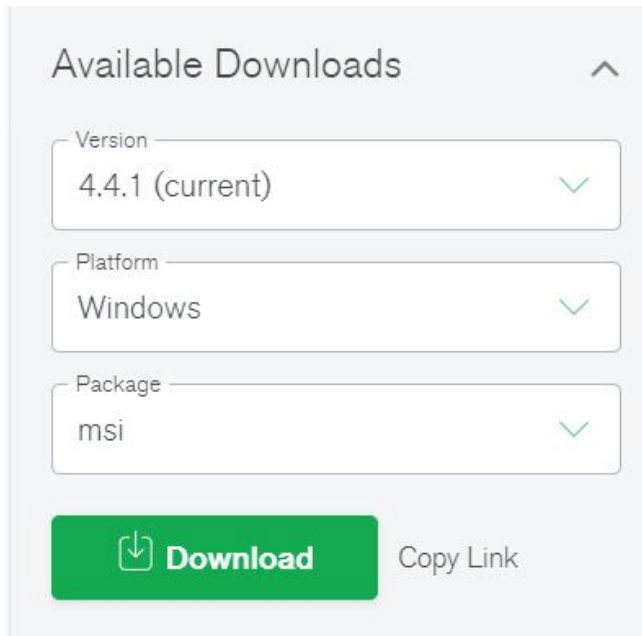 Available Downloads
Version
4.4.1 (current)
Platform
Windows
Package
msi
Download
Copy Link